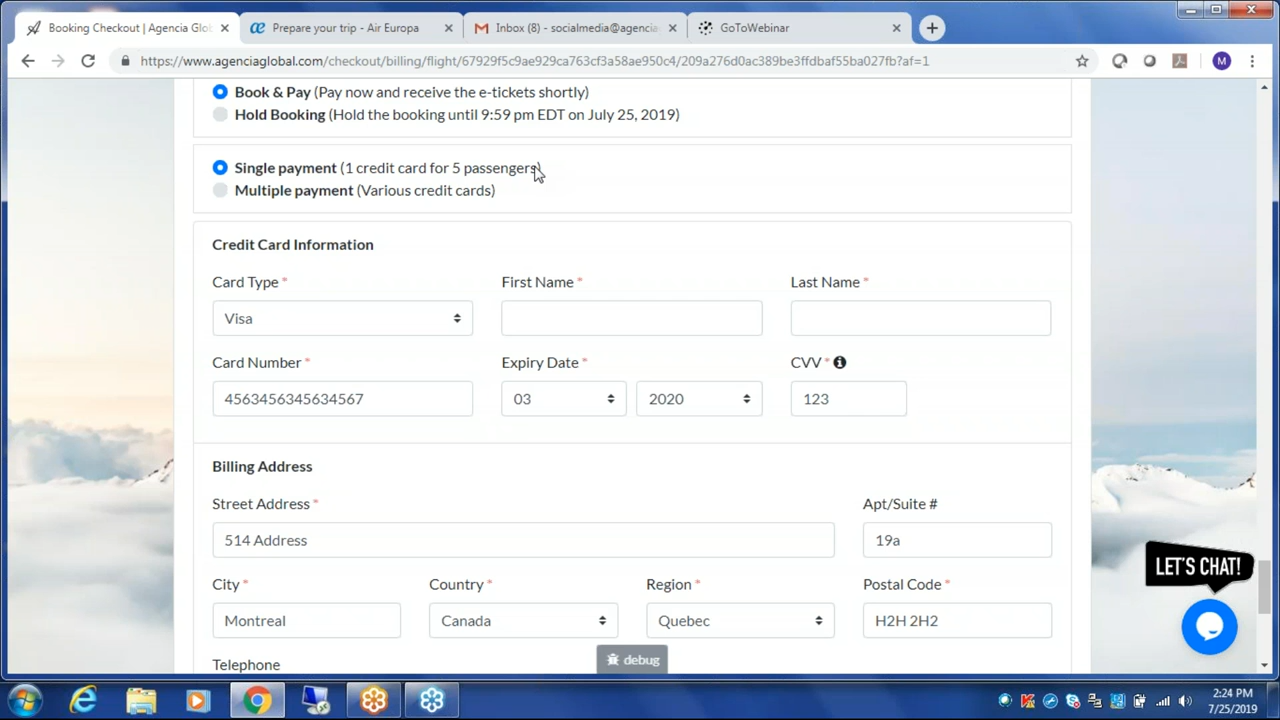 Booking Checkout | Agencia Glo
Prepare your trip - Air Europa
Inbox (8) - socialmedia@agencia
GoToWebinar
https://www.agenciaglobal.com/checkout/billing/flight/67929f5c9be929ca763cf3a58ae950c4/209a276d0ac389be3ffdbaf55ba027fb?af=1
M
Book & Pay (Pay now and receive the e-tickets shortly)
Hold Booking (Hold the booking until 9:59 pm EDT on July 25, 2019)
Single payment (1 credit card for 5 passengers)
Multiple payment (Various credit cards)
Credit Card Information
Card Type * First Name * Last Name *
Visa
Card Number * Expiry Date * CVV *
4563456345634567 03 2020 123
Billing Address
Street Address * Apt/Suite #
514 Address 19a
LET'S CHAT!
City * Country * Region * Postal Code *
Montreal Canada Quebec H2H 2H2
Telephone
debug
2:24 PM
7/25/2019